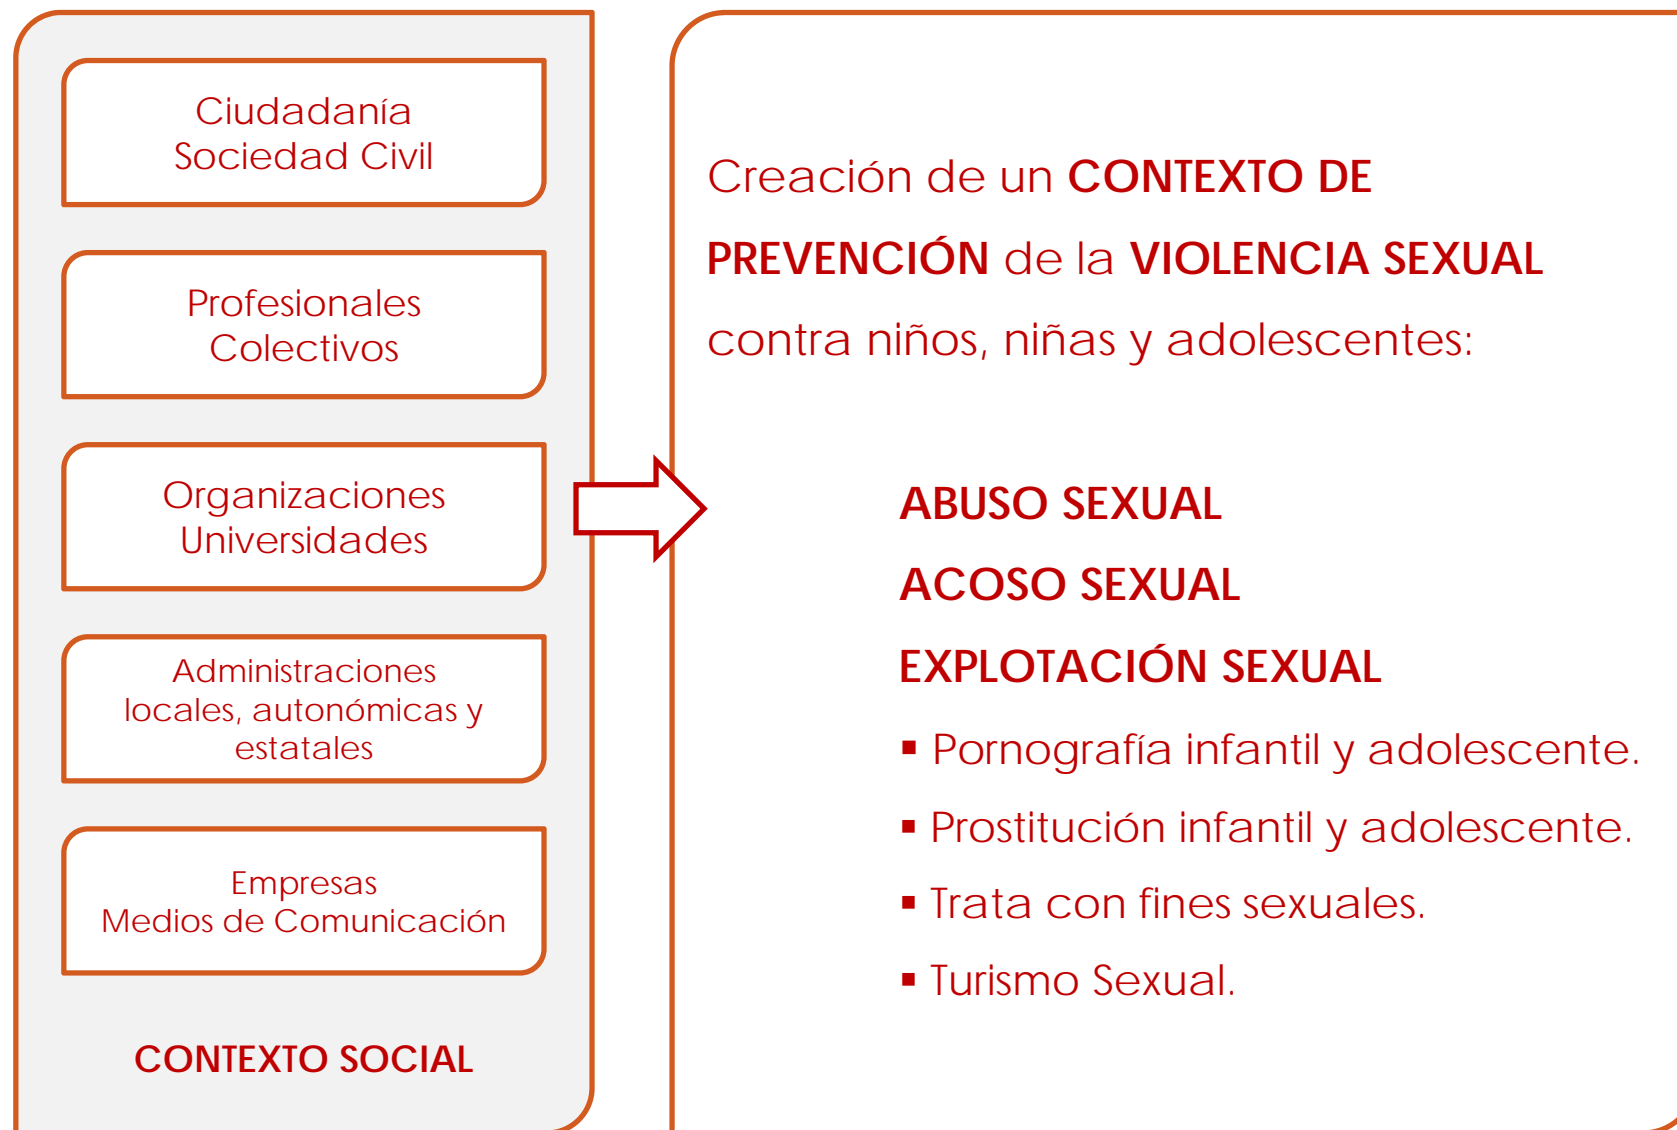 Ciudadanía
Sociedad Civil
Profesionales
Colectivos
Organizaciones
Universidades
Administraciones
locales, autonómicas y
estatales
Empresas
Medios de Comunicación
CONTEXTO SOCIAL
Creación de un CONTEXTO DE
PREVENCIÓN de la VIOLENCIA SEXUAL
contra niños, niñas y adolescentes:
ABUSO SEXUAL
ACOSO SEXUAL
EXPLOTACIÓN SEXUAL
▪ Pornografía infantil y adolescente.
▪ Prostitución infantil y adolescente.
▪ Trata con fines sexuales.
▪ Turismo Sexual.